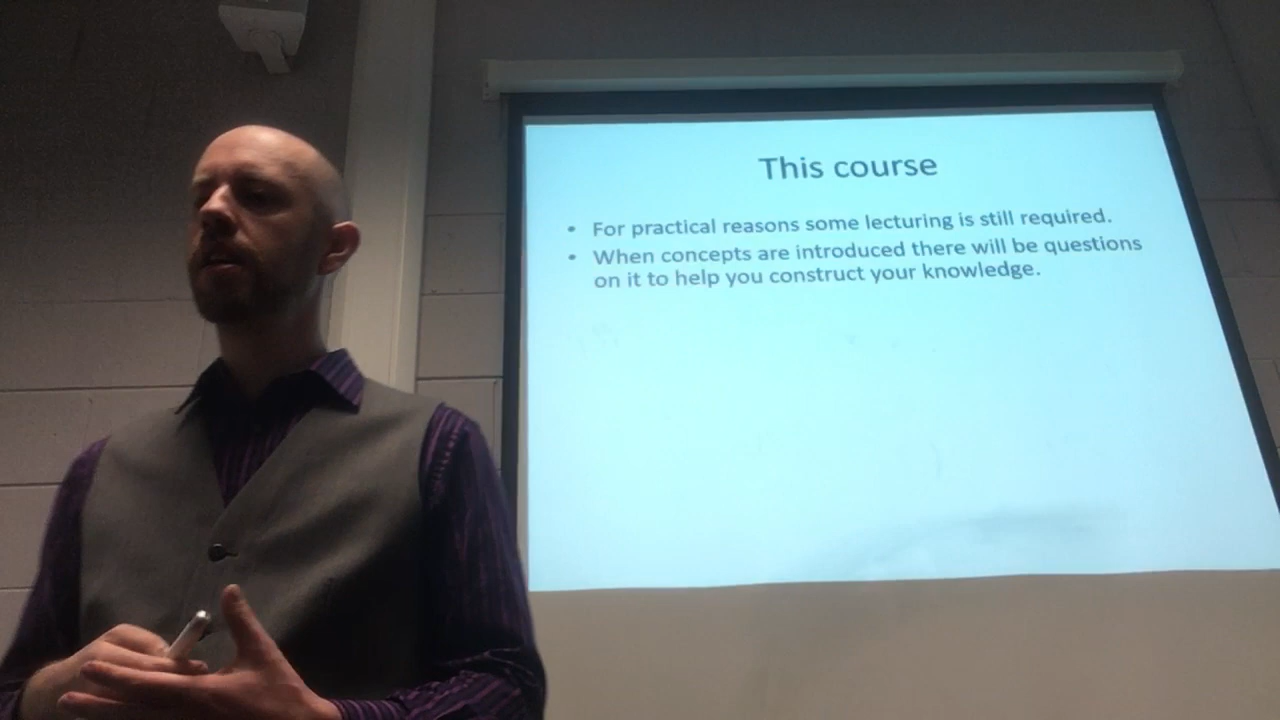 This course
• For practical reasons some lecturing is still required.
• When concepts are introduced there will be questions
on it to help you construct your knowledge.